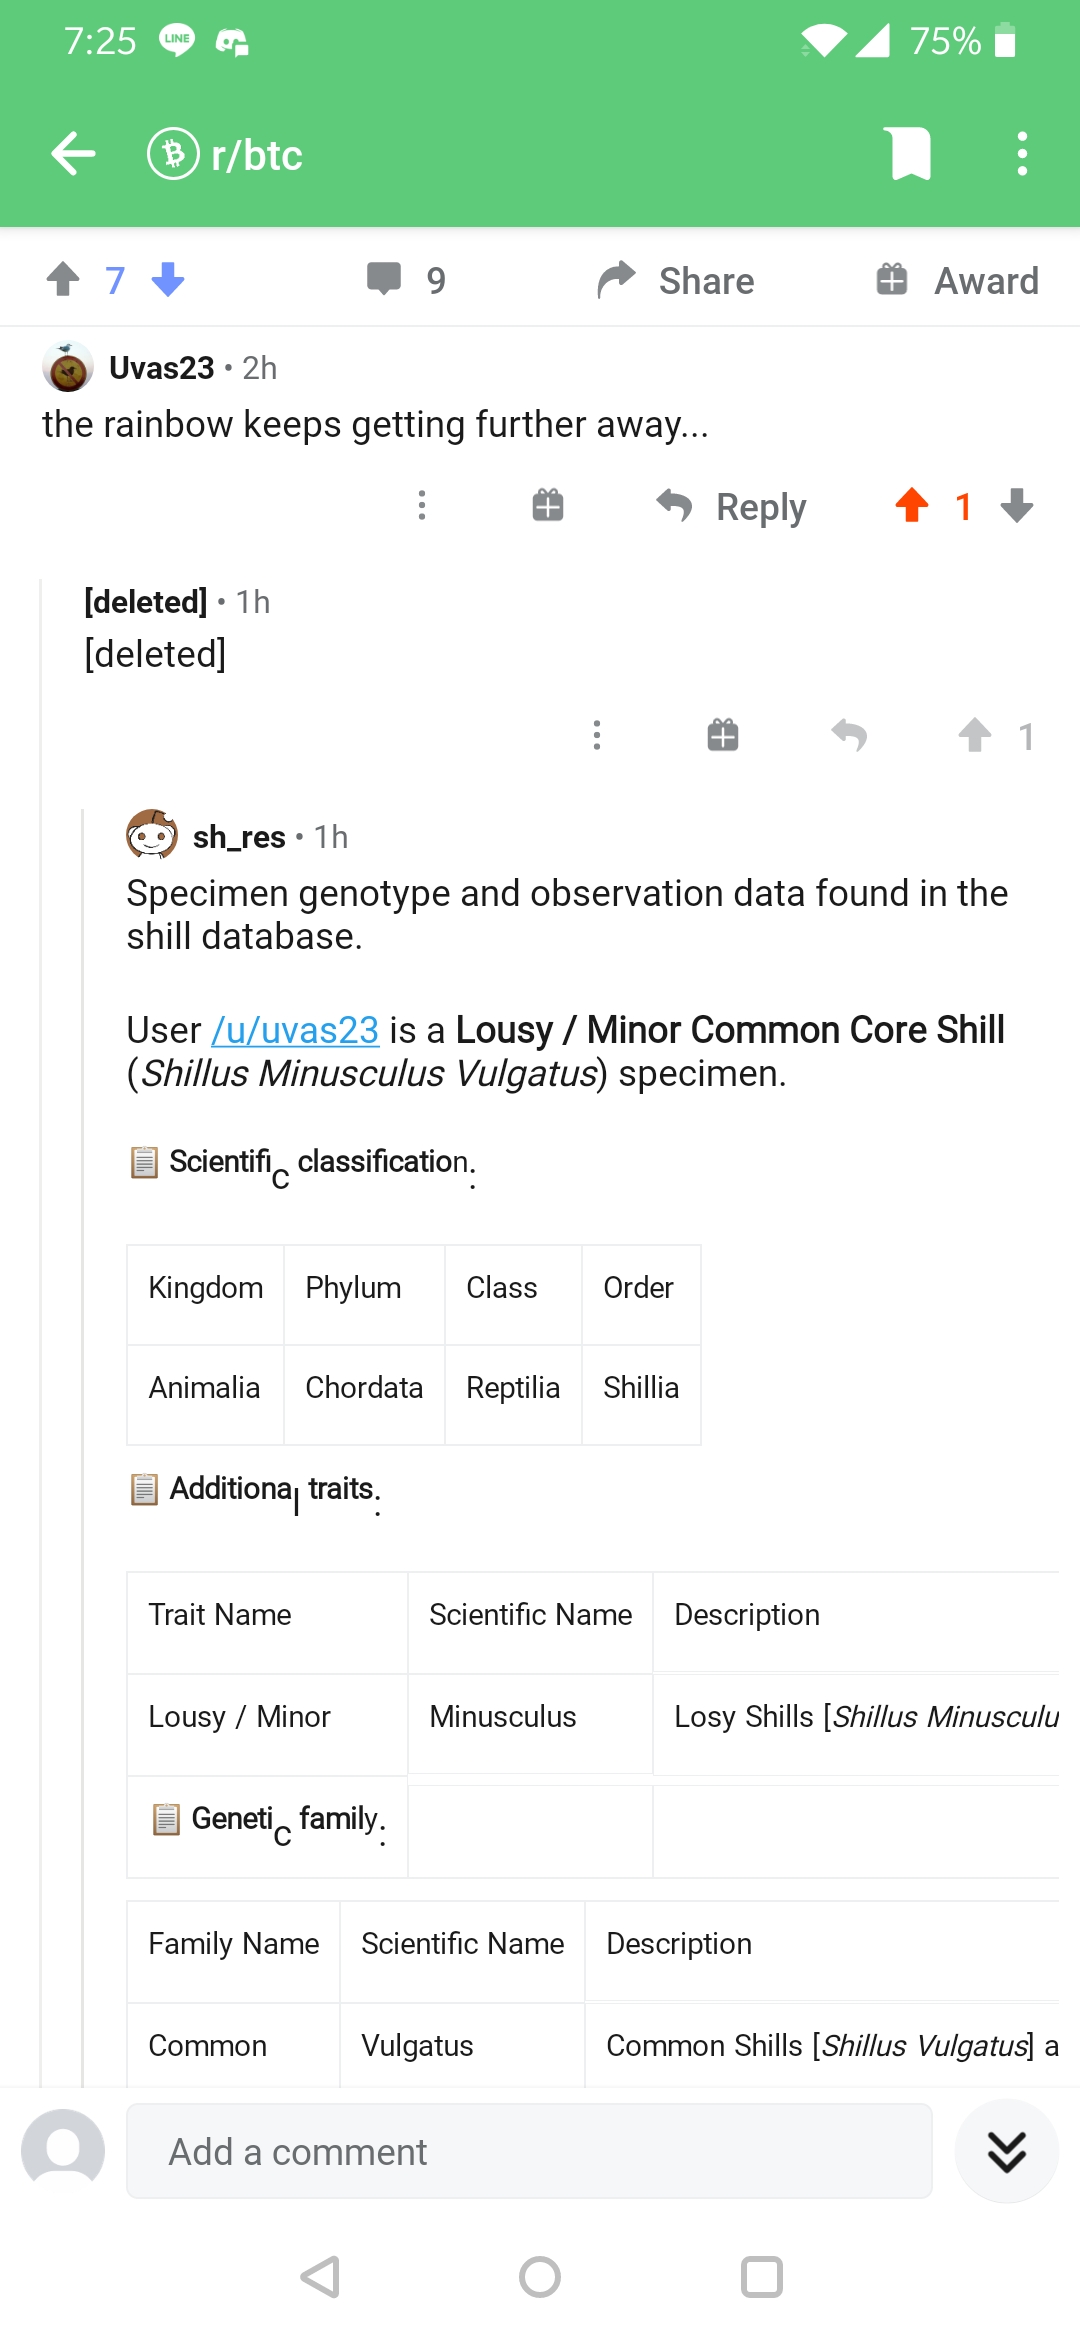 7:25 LINE 75%
r/btc
7 9 Share Award
Uvas23 • 2h
the rainbow keeps getting further away...
Reply 1
[deleted] • 1h
[deleted]
1
sh_res • 1h
Specimen genotype and observation data found in the
shill database.
User /u/uvas23 is a Lousy / Minor Common Core Shill
(Shillus Minusculus Vulgatus) specimen.
📋 Scientific classification:
Kingdom Phylum Class Order
Animalia Chordata Reptilia Shillia
📋 Additional traits:
Trait Name Scientific Name Description
Lousy / Minor Minusculus Losy Shills [Shillus Minusculu
📋 Genetic family:
Family Name Scientific Name Description
Common Vulgatus Common Shills [Shillus Vulgatus] a
Add a comment